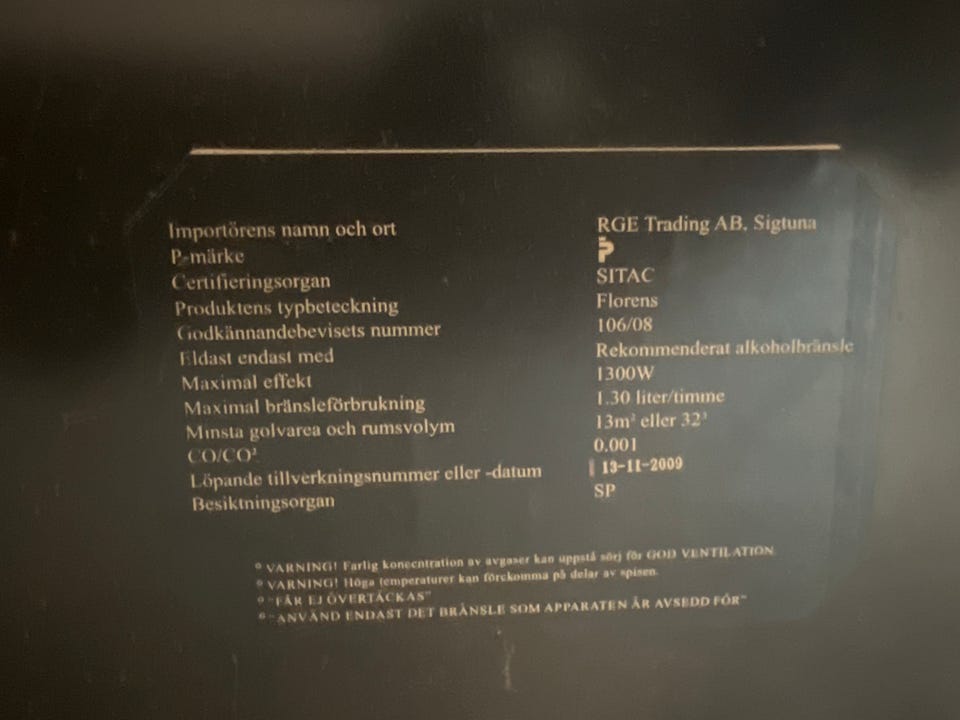 Importörens namn och ort RGE Trading AB, Sigtuna
P-märke P
Certifieringsorgan SITAC
Produktens typbeteckning Florens
Godkännandebevisets nummer 106/08
Eldast endast med Rekommenderat alkoholbränsle
Maximal effekt 1300W
Maximal bränsleförbrukning 1.30 liter/timme
Minsta golvarea och rumsvolym 13m² eller 32³
CO/CO² 0.001
Löpande tillverkningsnummer eller -datum 13-11-2009
Besiktningsorgan SP
° VARNING! Farlig konecntration av avgaser kan uppstå sörj för GOD VENTILATION
° VARNING! Höga temperaturer kan förekomma på delar av spisen.
° "FÅR EJ ÖVERTÄCKAS"
° "ANVÄND ENDAST DET BRÄNSLE SOM APPARATEN ÄR AVSEDD FÖR"